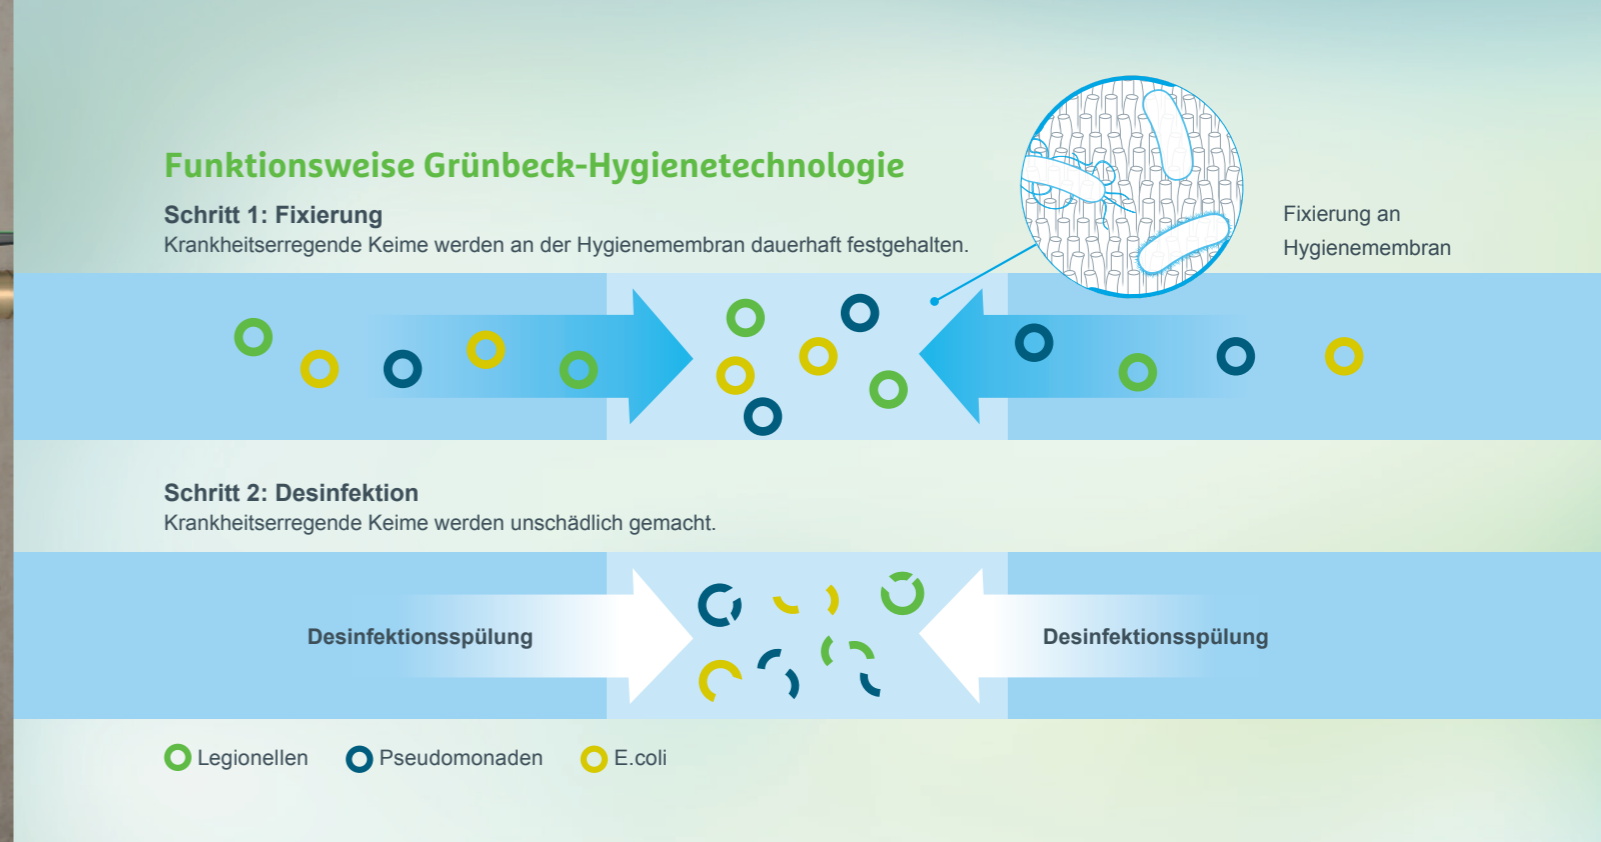 Funktionsweise Grünbeck-Hygienetechnologie
Schritt 1: Fixierung
Krankheitserregende Keime werden an der Hygienemembran dauerhaft festgehalten.
Fixierung an
Hygienemembran
Schritt 2: Desinfektion
Krankheitserregende Keime werden unschädlich gemacht.
Desinfektionsspülung
Desinfektionsspülung
Legionellen
Pseudomonaden
E.coli